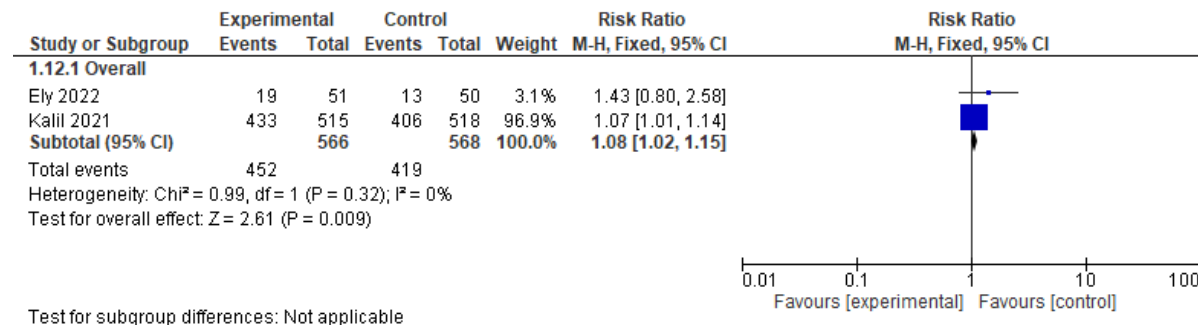 Experimental Control Risk Ratio Risk Ratio
Study or Subgroup Events Total Events Total Weight M-H, Fixed, 95% CI M-H, Fixed, 95% CI
1.12.1 Overall
Ely 2022 19 51 13 50 3.1% 1.43 [0.80, 2.58]
Kalil 2021 433 515 406 518 96.9% 1.07 [1.01, 1.14]
Subtotal (95% CI) 566 568 100.0% 1.08 [1.02, 1.15]
Total events 452 419
Heterogeneity: Chi² = 0.99, df = 1 (P = 0.32); I² = 0%
Test for overall effect: Z = 2.61 (P = 0.009)
0.01 0.1 1 10 100
Favours [experimental] Favours [control]
Test for subgroup differences: Not applicable